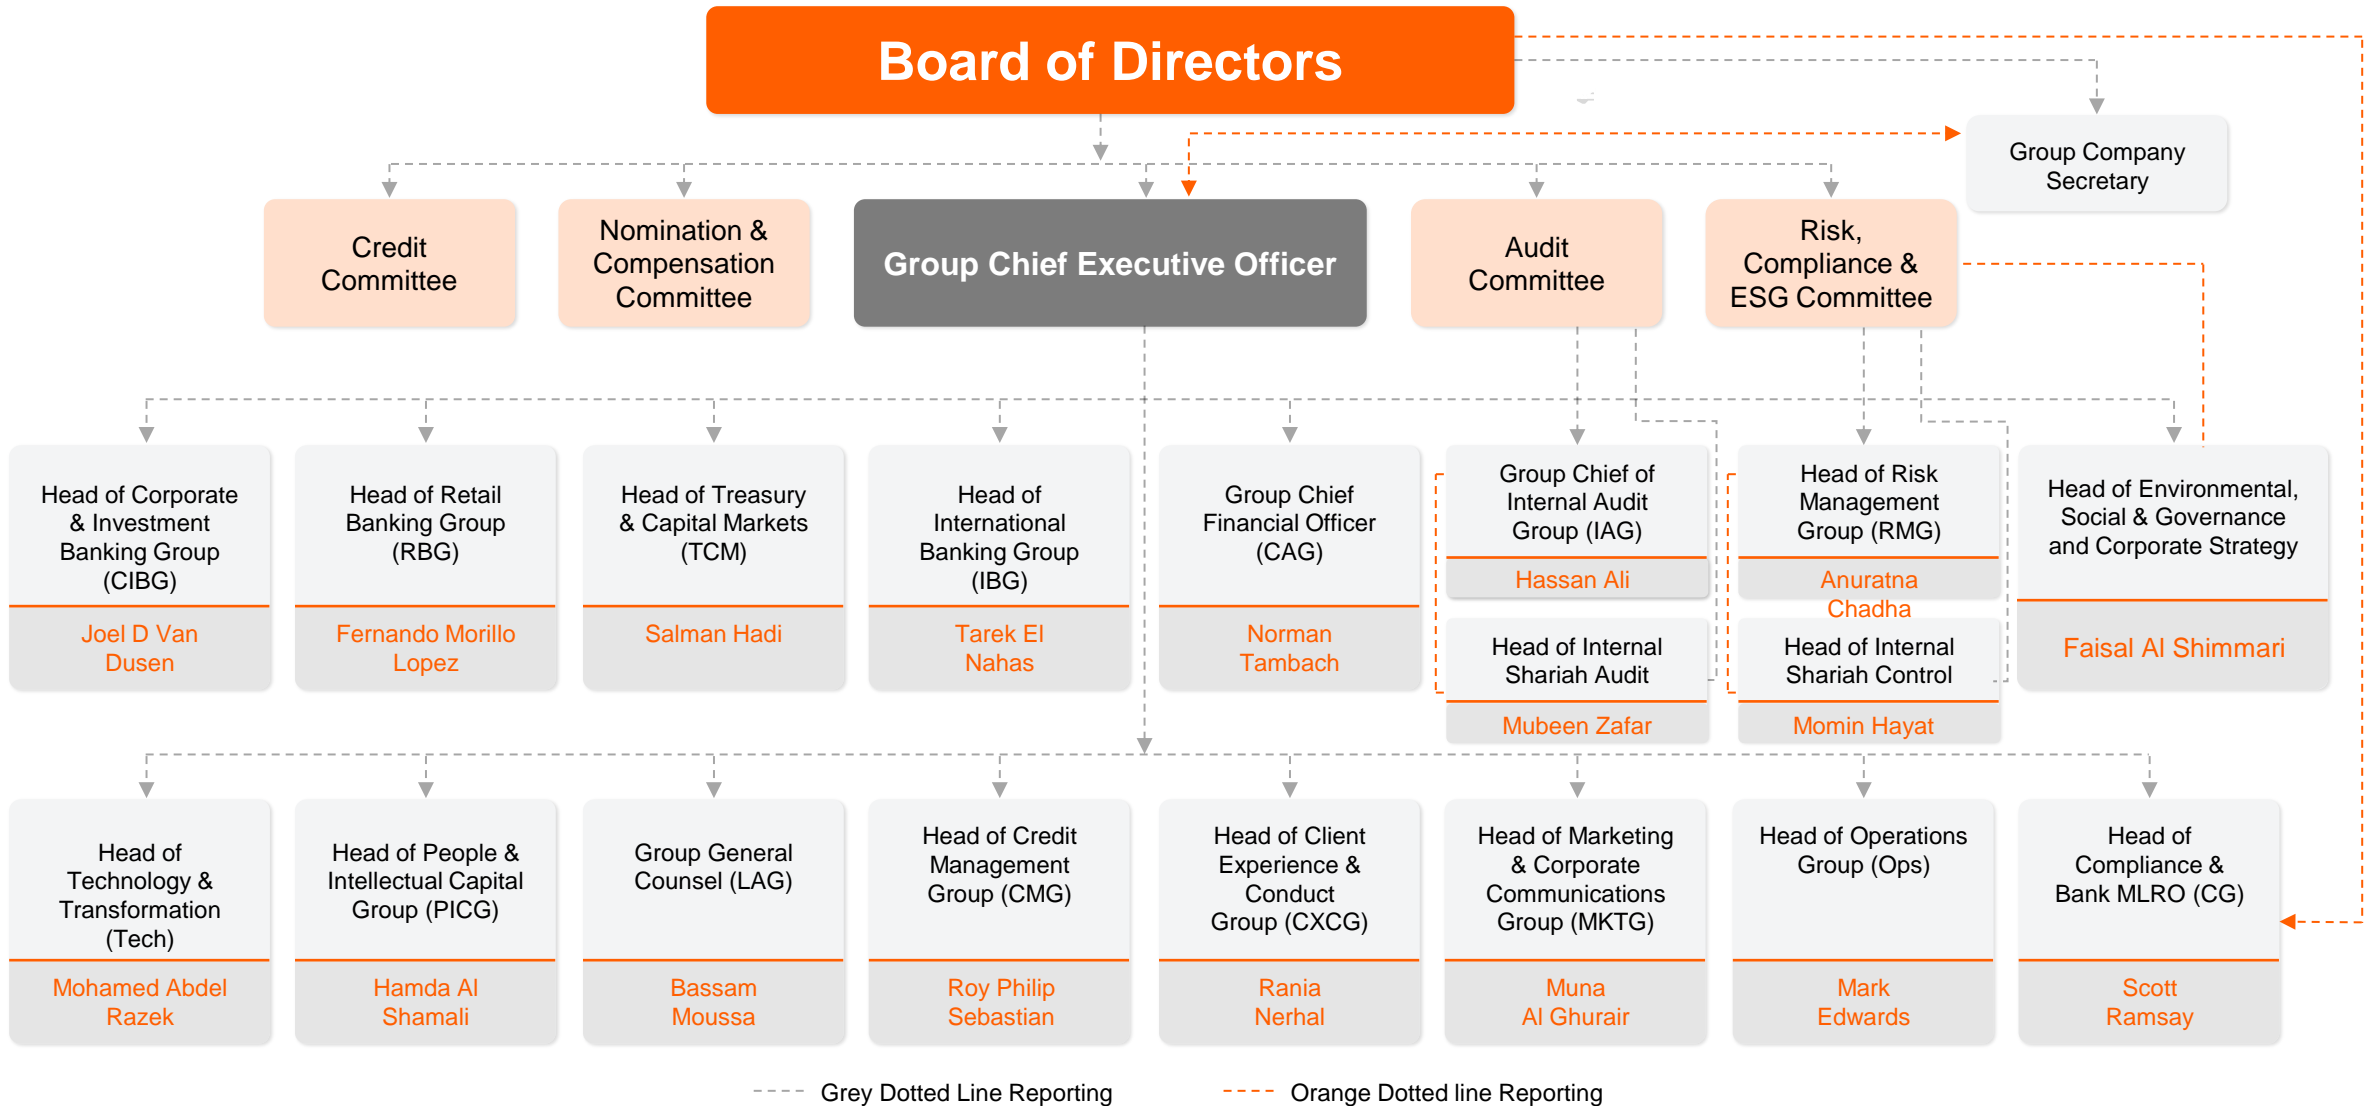 Board of Directors
Group Company
Secretary
Credit
Committee
Nomination &
Compensation
Committee
Group Chief Executive Officer
Audit
Committee
Risk,
Compliance &
ESG Committee
Head of Corporate
& Investment
Banking Group
(CIBG)
Joel D Van
Dusen
Head of Retail
Banking Group
(RBG)
Fernando Morillo
Lopez
Head of Treasury
& Capital Markets
(TCM)
Salman Hadi
Head of
International
Banking Group
(IBG)
Tarek El
Nahas
Group Chief
Financial Officer
(CAG)
Norman
Tambach
Group Chief of
Internal Audit
Group (IAG)
Hassan Ali
Head of Internal
Shariah Audit
Mubeen Zafar
Head of Risk
Management
Group (RMG)
Anuratna
Chadha
Head of Internal
Shariah Control
Momin Hayat
Head of Environmental,
Social & Governance
and Corporate Strategy
Faisal Al Shimmari
Head of
Technology &
Transformation
(Tech)
Mohamed Abdel
Razek
Head of People &
Intellectual Capital
Group (PICG)
Hamda Al
Shamali
Group General
Counsel (LAG)
Bassam
Moussa
Head of Credit
Management
Group (CMG)
Roy Philip
Sebastian
Head of Client
Experience &
Conduct
Group (CXCG)
Rania
Nerhal
Head of Marketing
& Corporate
Communications
Group (MKTG)
Muna
Al Ghurair
Head of Operations
Group (Ops)
Mark
Edwards
Head of
Compliance &
Bank MLRO (CG)
Scott
Ramsay
Grey Dotted Line Reporting
Orange Dotted line Reporting